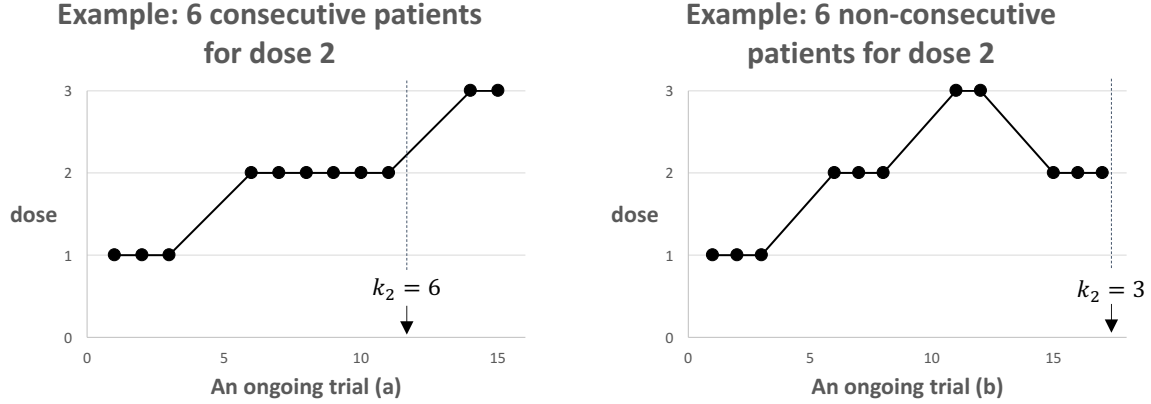 Example: 6 consecutive patients
for dose 2
3
2
dose
1
0
k₂ = 6
0
5
10
15
An ongoing trial (a)
Example: 6 non-consecutive
patients for dose 2
3
2
dose
1
0
k₂ = 3
0
5
10
15
An ongoing trial (b)